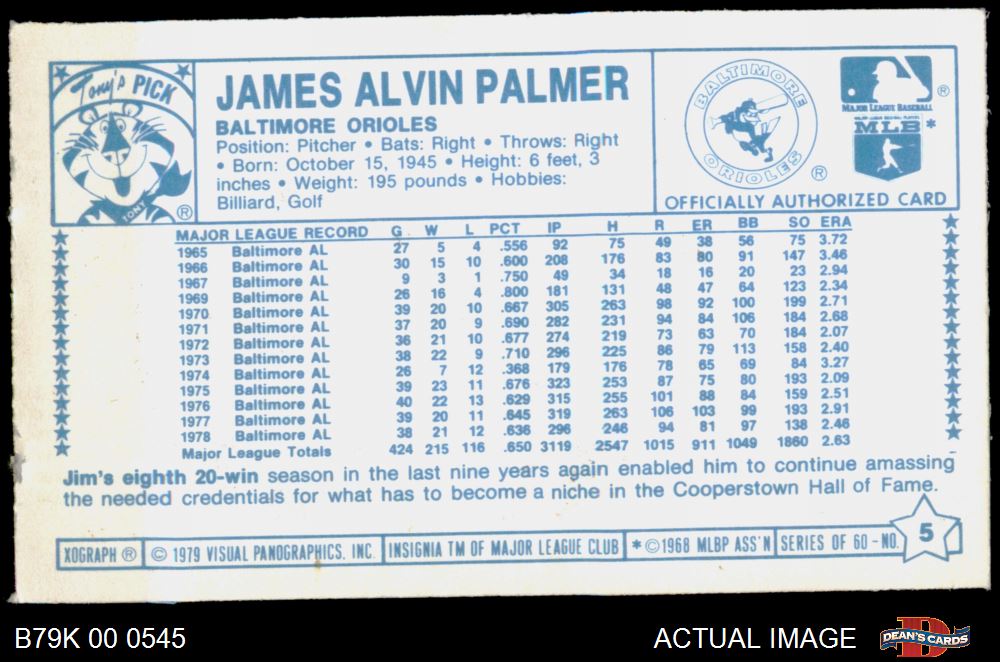 Tony's PICK
TONY
®
JAMES ALVIN PALMER
BALTIMORE ORIOLES
Position: Pitcher • Bats: Right • Throws: Right
• Born: October 15, 1945 • Height: 6 feet, 3
inches • Weight: 195 pounds • Hobbies:
Billiard, Golf
BALTIMORE
ORIOLES
®
®
MAJOR LEAGUE BASEBALL
MLB *
OFFICIALLY AUTHORIZED CARD
MAJOR LEAGUE RECORD G W L PCT IP H R ER BB SO ERA
1965 Baltimore AL 27 5 4 .556 92 75 49 38 56 75 3.72
1966 Baltimore AL 30 15 10 .600 208 176 83 80 91 147 3.46
1967 Baltimore AL 9 3 1 .750 49 34 18 16 20 23 2.94
1969 Baltimore AL 26 16 4 .800 181 131 48 47 64 123 2.34
1970 Baltimore AL 39 20 10 .667 305 263 98 92 100 199 2.71
1971 Baltimore AL 37 20 9 .690 282 231 94 84 106 184 2.68
1972 Baltimore AL 36 21 10 .677 274 219 73 63 70 184 2.07
1973 Baltimore AL 38 22 9 .710 296 225 86 79 113 158 2.40
1974 Baltimore AL 26 7 12 .368 179 176 78 65 69 84 3.27
1975 Baltimore AL 39 23 11 .676 323 253 87 75 80 193 2.09
1976 Baltimore AL 40 22 13 .629 315 255 101 88 84 159 2.51
1977 Baltimore AL 39 20 11 .645 319 263 106 103 99 193 2.91
1978 Baltimore AL 38 21 12 .636 296 246 94 81 97 138 2.46
Major League Totals 424 215 116 .650 3119 2547 1015 911 1049 1860 2.63
Jim's eighth 20-win season in the last nine years again enabled him to continue amassing
the needed credentials for what has to become a niche in the Cooperstown Hall of Fame.
XOGRAPH ® © 1979 VISUAL PANOGRAPHICS, INC. INSIGNIA TM OF MAJOR LEAGUE CLUB * ©1968 MLBP ASS'N SERIES OF 60 - NO. 5
B79K 00 0545 ACTUAL IMAGE DEAN'S CARDS